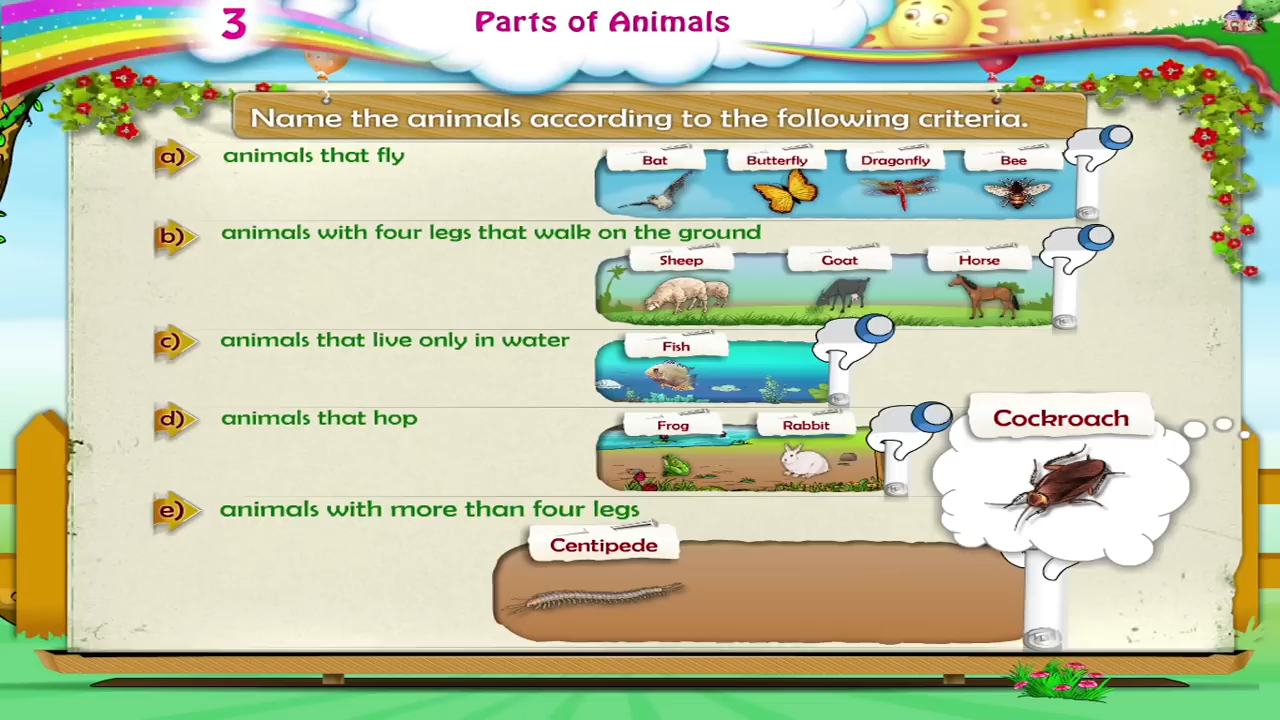 3
Parts of Animals
Name the animals according to the following criteria.
a) animals that fly
Bat Butterfly Dragonfly Bee
b) animals with four legs that walk on the ground
Sheep Goat Horse
c) animals that live only in water
Fish
d) animals that hop
Frog Rabbit
Cockroach
e) animals with more than four legs
Centipede